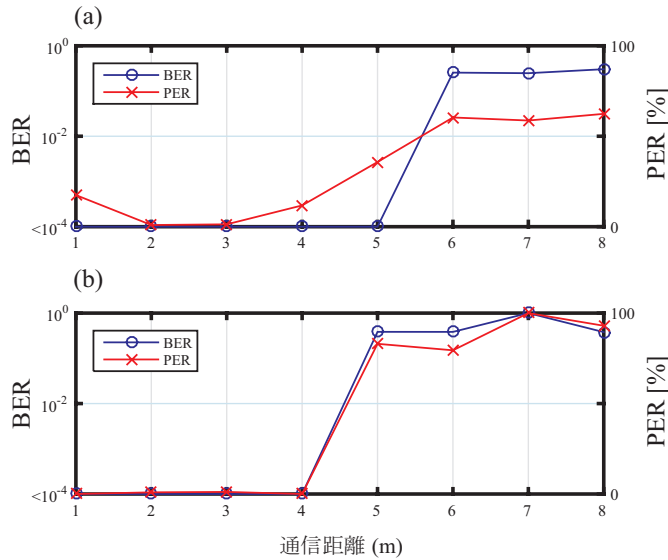 (a)
10^0
10^-2
<10^-4
BER
BER
PER
100
0
PER [%]
1 2 3 4 5 6 7 8
(b)
10^0
10^-2
<10^-4
BER
BER
PER
100
0
PER [%]
1 2 3 4 5 6 7 8
通信距離 (m)